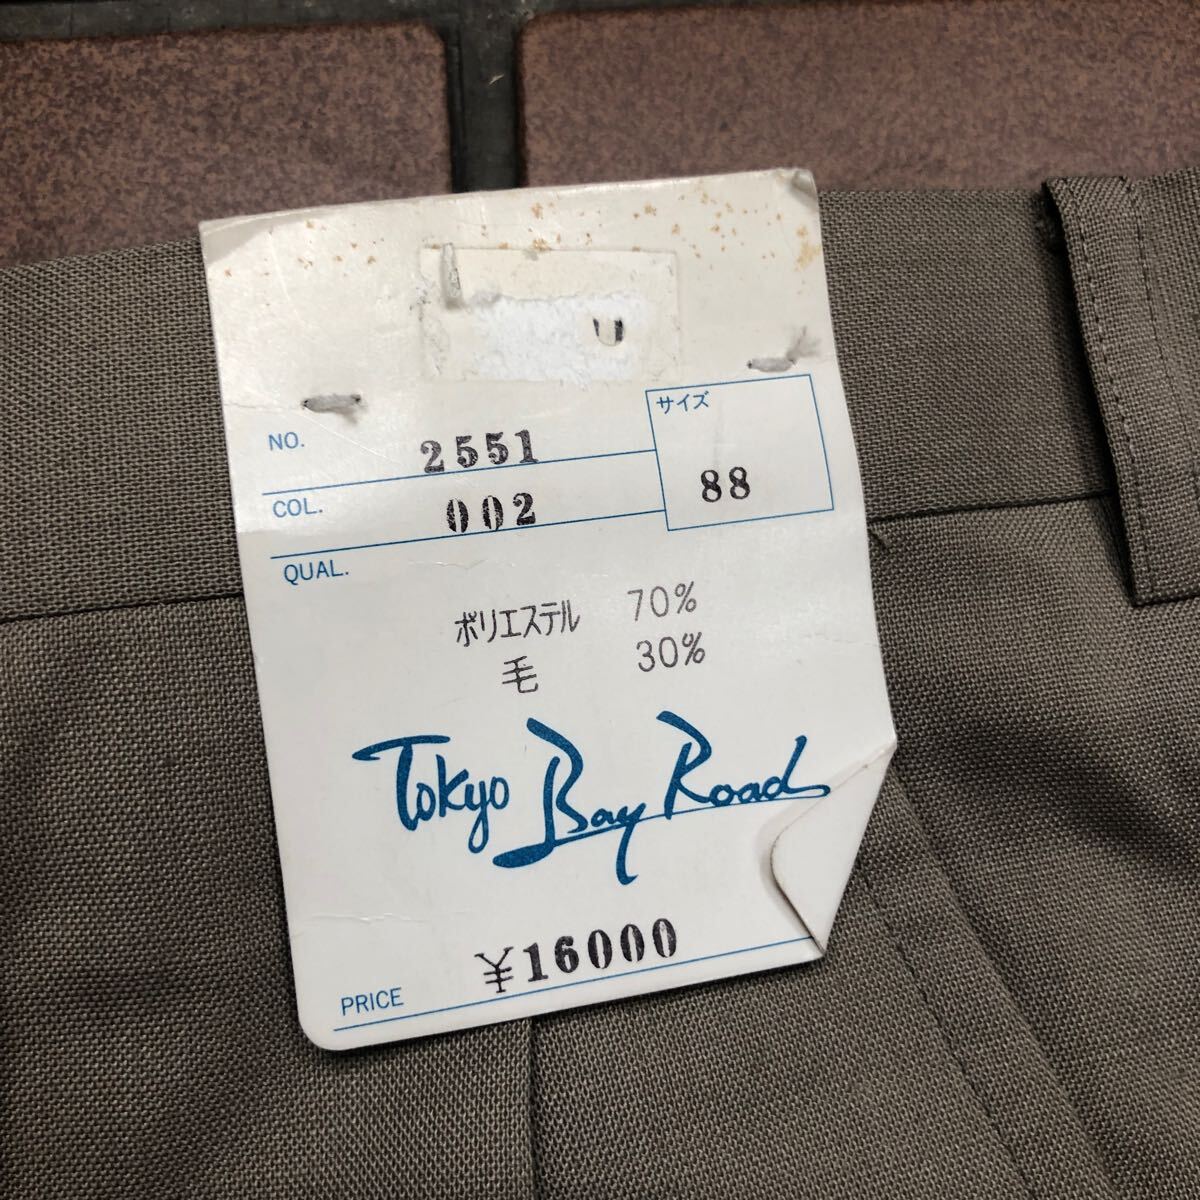 NO. 2551
サイズ
COL. 002
88
QUAL.
ポリエステル 70%
毛 30%
Tokyo Bay Road
PRICE ¥16000